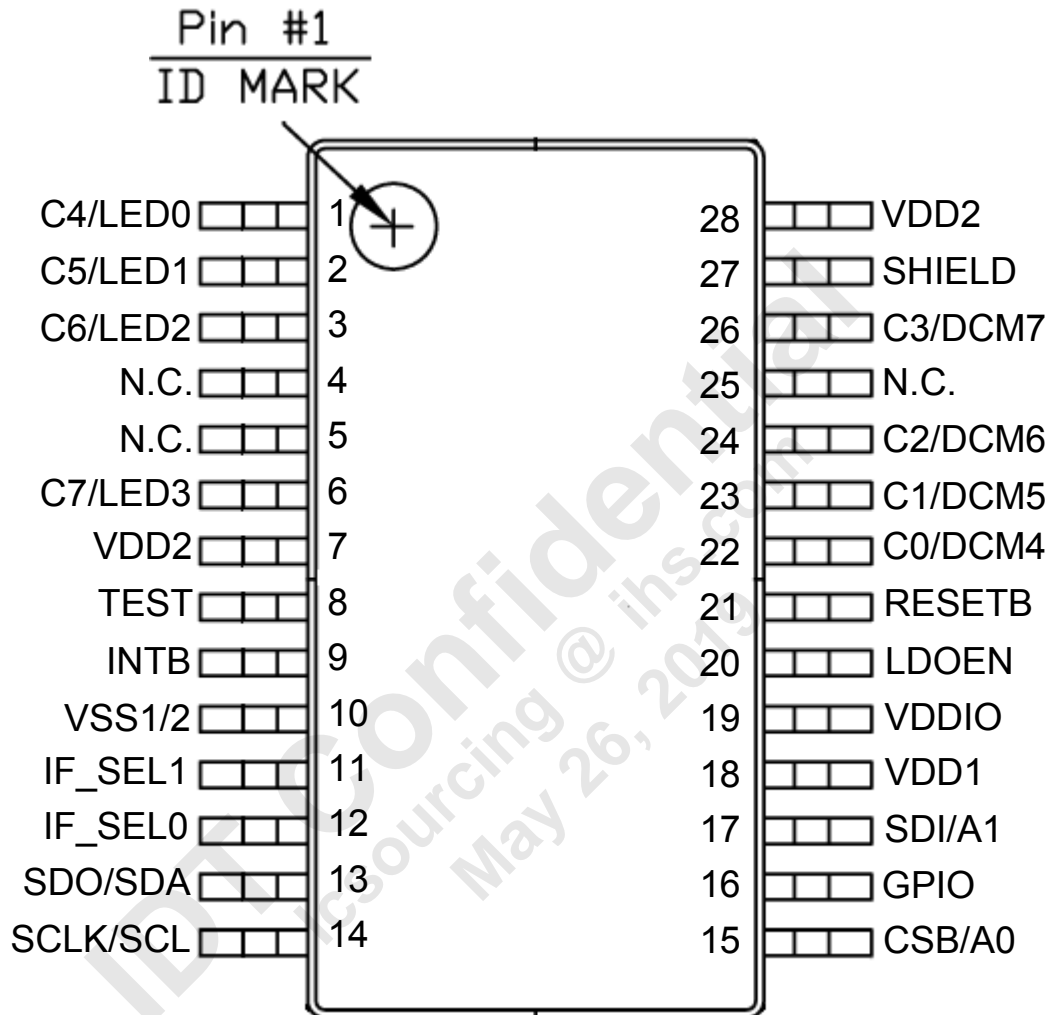 Pin #1
ID MARK
C4/LED0 1 28 VDD2
C5/LED1 2 27 SHIELD
C6/LED2 3 26 C3/DCM7
N.C. 4 25 N.C.
N.C. 5 24 C2/DCM6
C7/LED3 6 23 C1/DCM5
VDD2 7 22 C0/DCM4
TEST 8 21 RESETB
INTB 9 20 LDOEN
VSS1/2 10 19 VDDIO
IF_SEL1 11 18 VDD1
IF_SEL0 12 17 SDI/A1
SDO/SDA 13 16 GPIO
SCLK/SCL 14 15 CSB/A0
IDT Confidential
icsourcing @ ihs.com
May 26, 2019